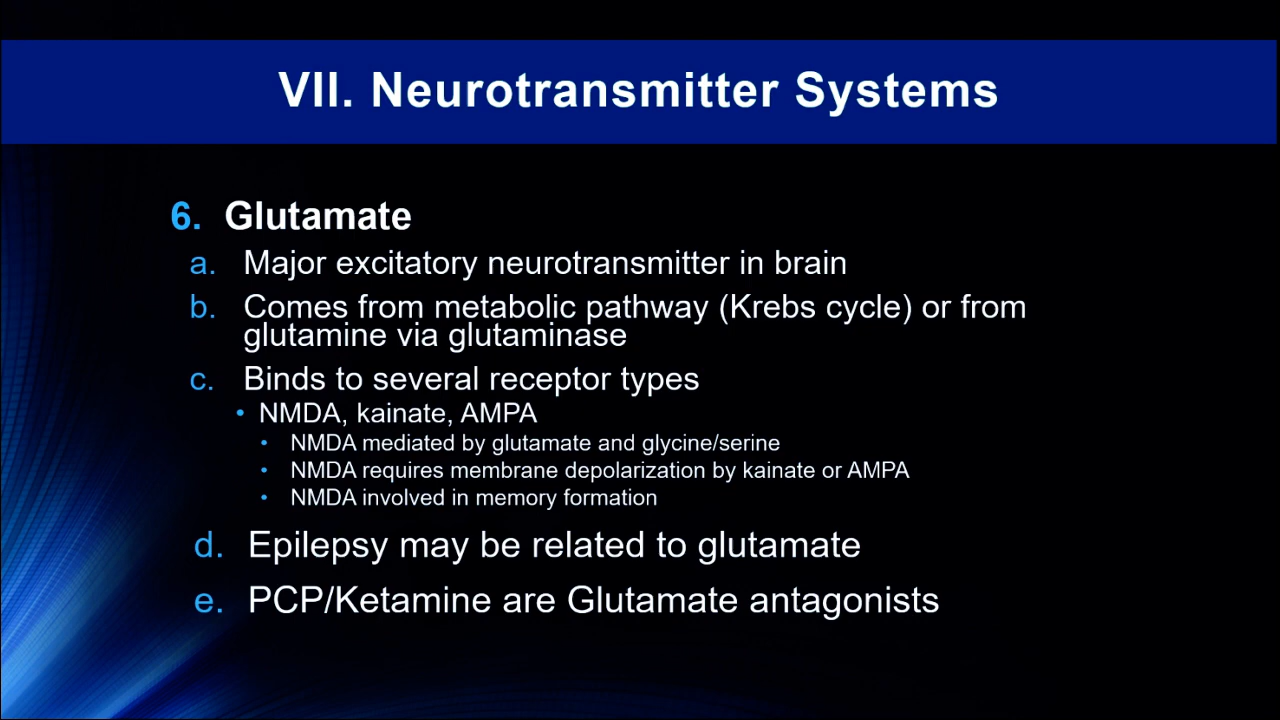 VII. Neurotransmitter Systems
6. Glutamate
a. Major excitatory neurotransmitter in brain
b. Comes from metabolic pathway (Krebs cycle) or from
glutamine via glutaminase
c. Binds to several receptor types
• NMDA, kainate, AMPA
• NMDA mediated by glutamate and glycine/serine
• NMDA requires membrane depolarization by kainate or AMPA
• NMDA involved in memory formation
d. Epilepsy may be related to glutamate
e. PCP/Ketamine are Glutamate antagonists